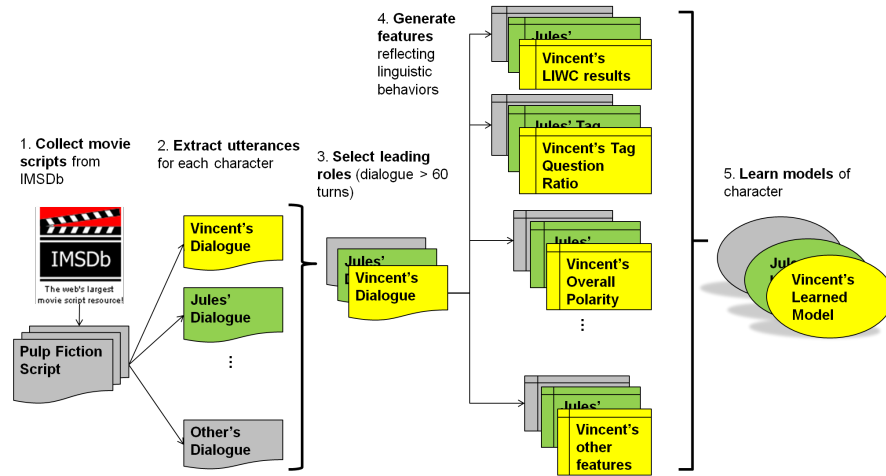 1. Collect movie
scripts from
IMSDb
IMSDb
The web's largest
movie script resource!
Pulp Fiction
Script
2. Extract utterances
for each character
Vincent's
Dialogue
Jules'
Dialogue
...
Other's
Dialogue
3. Select leading
roles (dialogue > 60
turns)
Jules'
Vincent's
Dialogue
4. Generate
features
reflecting
linguistic
behaviors
Jules'
Vincent's
LIWC results
Jules' Tag
Vincent's Tag
Question
Ratio
Jules'
Vincent's
Overall
Polarity
...
Jules'
Vincent's
other
features
5. Learn models of
character
Vincent's
Learned
Model